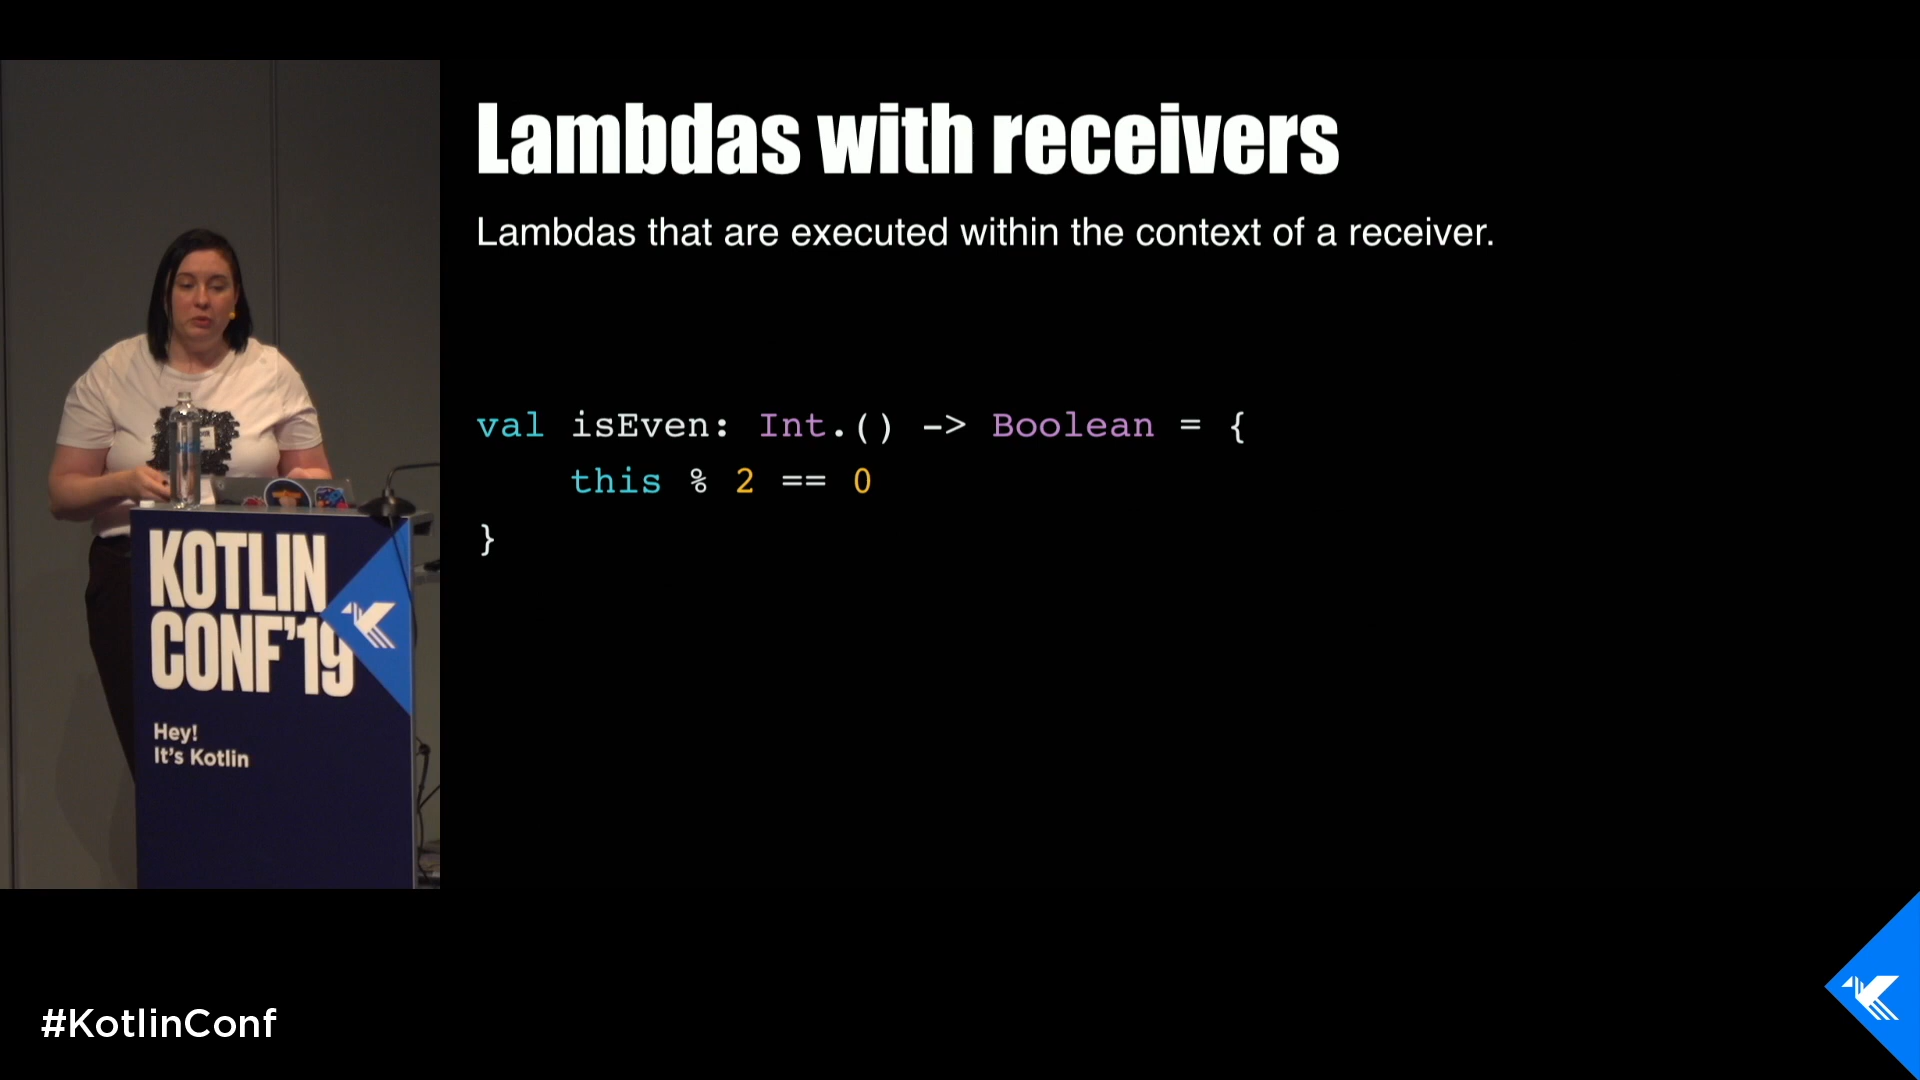 Lambdas with receivers
Lambdas that are executed within the context of a receiver.
val isEven: Int.() -> Boolean = {
this % 2 == 0
}
KOTLIN
CONF'19
Hey!
It's Kotlin
#KotlinConf